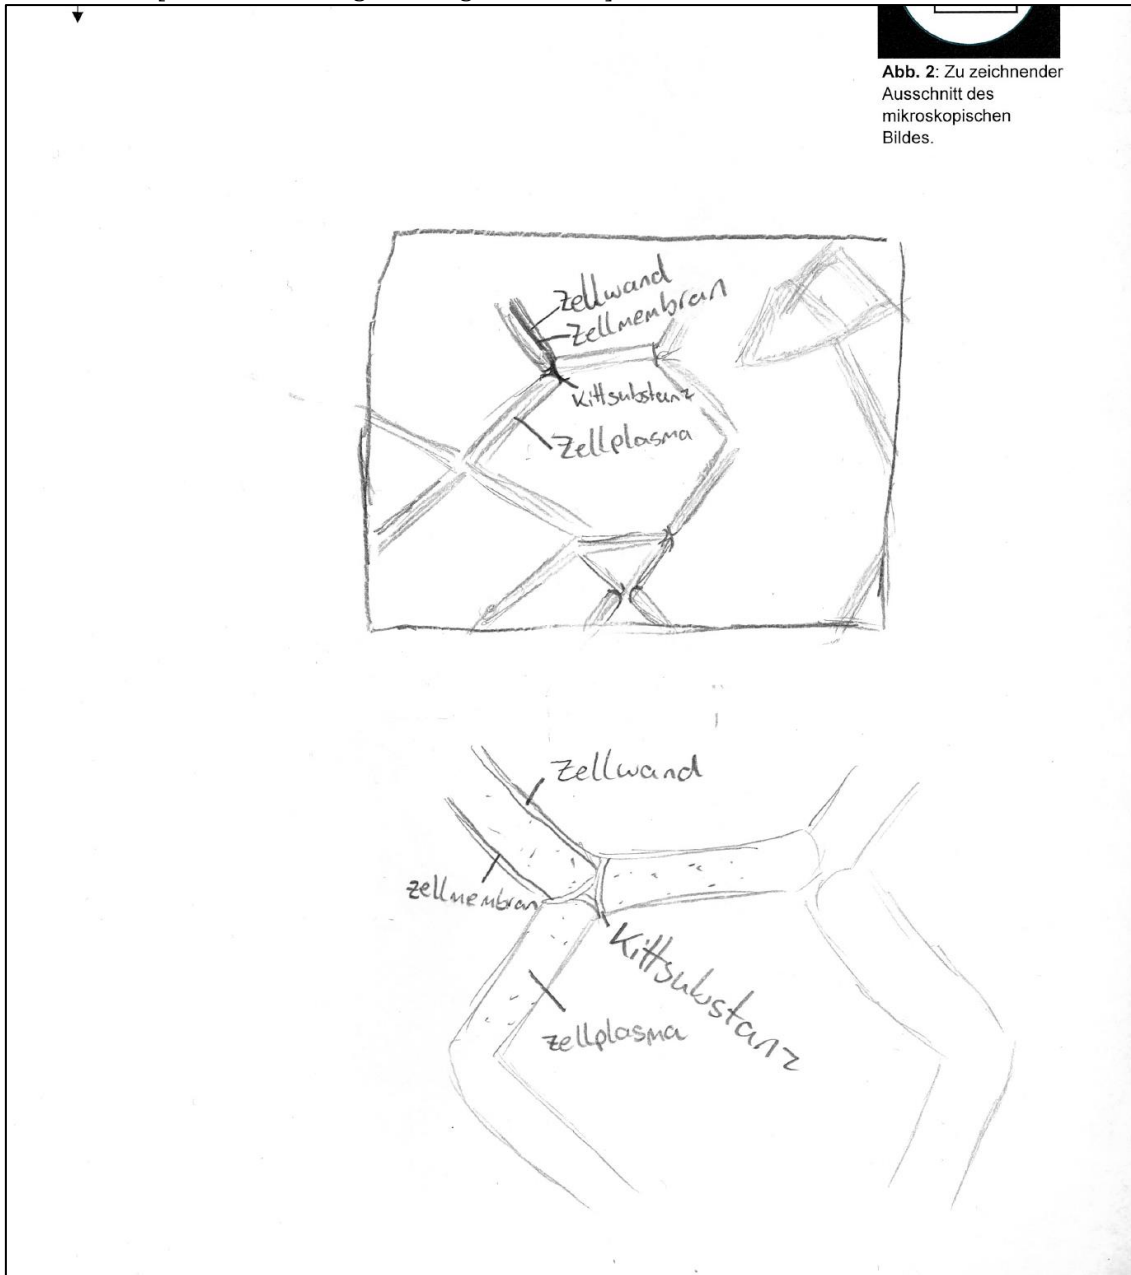 Abb. 2: Zu zeichnender
Ausschnitt des
mikroskopischen
Bildes.
Zellwand
Zellmembran
Kittsubstanz
Zellplasma
Zellwand
Zellmembran
Kittsubstanz
Zellplasma